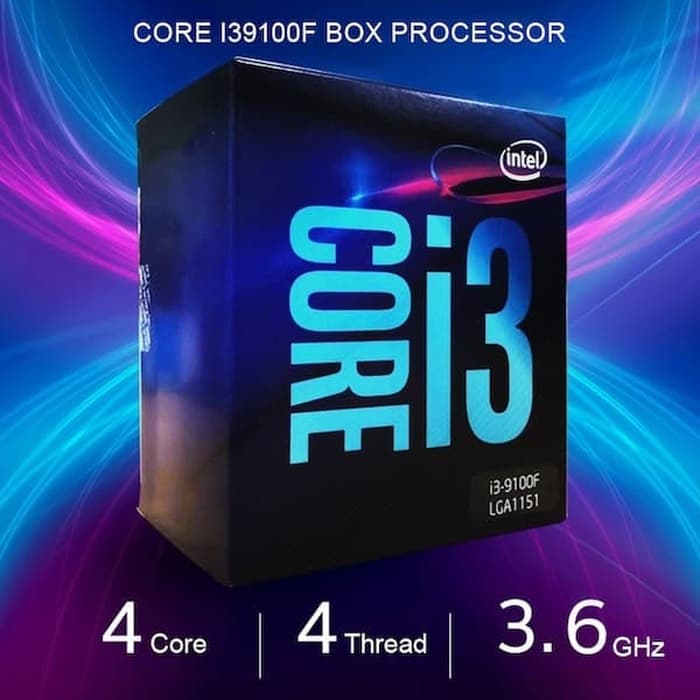 CORE I39100F BOX PROCESSOR
intel
CORE i3
i3-9100F
LGA1151
4 Core
4 Thread
3.6 GHz